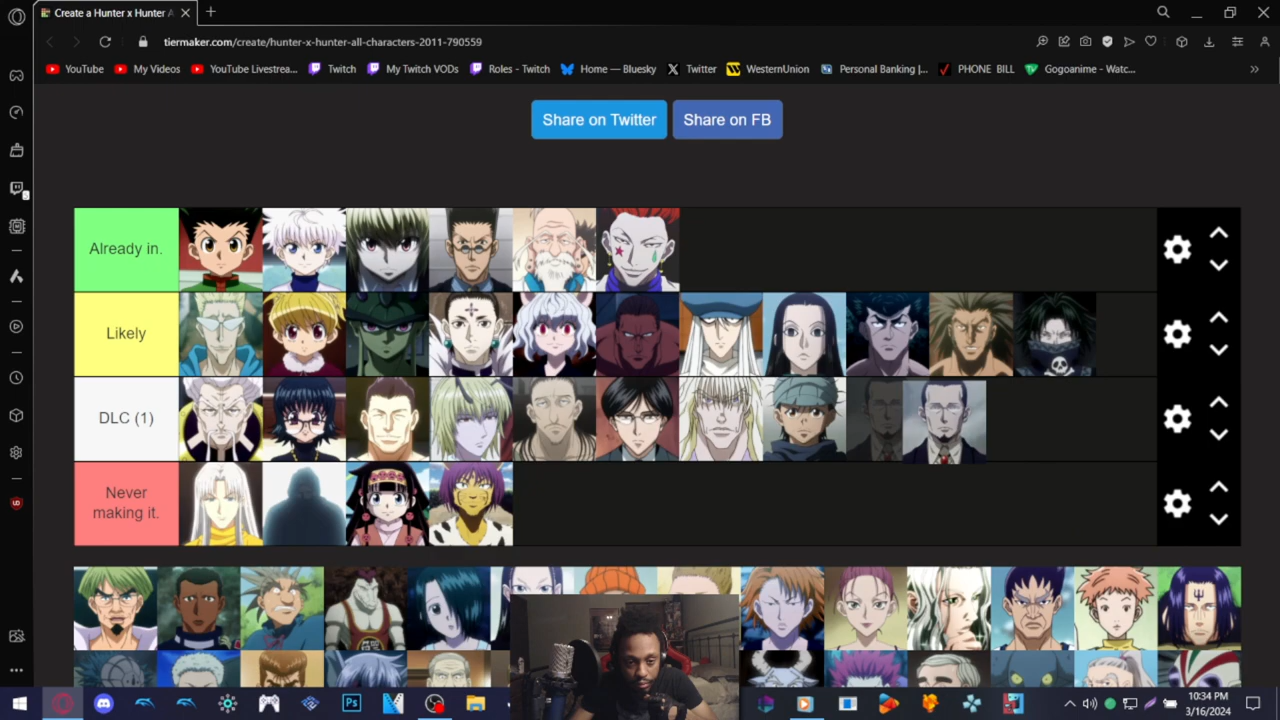 Create a Hunter x Hunter A
tiermaker.com/create/hunter-x-hunter-all-characters-2011-790559
YouTube My Videos YouTube Livestrea... Twitch My Twitch VODs Roles - Twitch Home — Bluesky Twitter WesternUnion Personal Banking |... PHONE BILL Gogoanime - Watc...
Share on Twitter Share on FB
Already in.
Likely
DLC (1)
Never
making it.
10:34 PM
3/16/2024